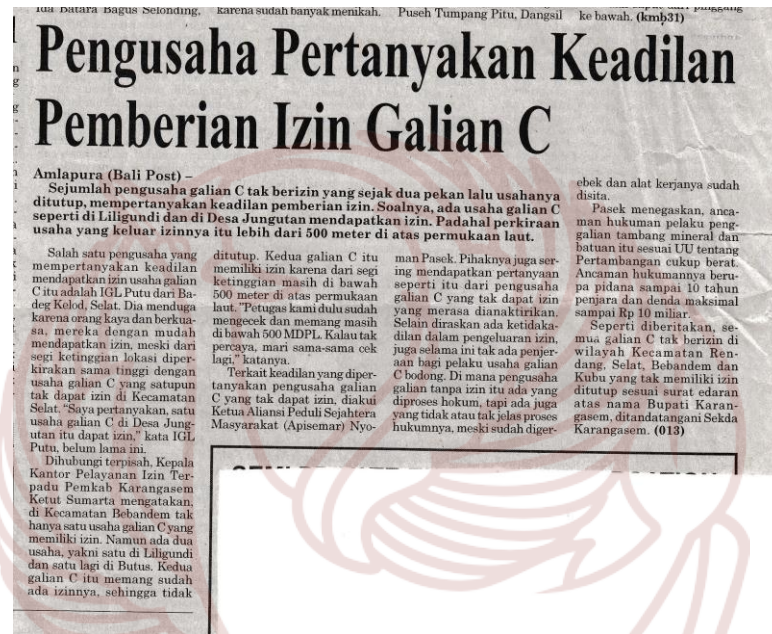 Ida Batara Bagus Selonding,
karena sudah banyak menikah.
Puseh Tumpang Pitu, Dangsil
ke bawah. (kmb31)
Pengusaha Pertanyakan Keadilan
Pemberian Izin Galian C
Amlapura (Bali Post) –
Sejumlah pengusaha galian C tak berizin yang sejak dua pekan lalu usahanya
ditutup, mempertanyakan keadilan pemberian izin. Soalnya, ada usaha galian C
seperti di Liligundi dan di Desa Jungutan mendapatkan izin. Padahal perkiraan
usaha yang keluar izinnya itu lebih dari 500 meter di atas permukaan laut.
Salah satu pengusaha yang
mempertanyakan keadilan
mendapatkan izin usaha galian
C itu adalah IGL Putu dari Ba-
deg Kelod, Selat. Dia menduga
karena orang kaya dan berkua-
sa, mereka dengan mudah
mendapatkan izin, meski dari
segi ketinggian lokasi diper-
kirakan sama tinggi dengan
usaha galian C yang satupun
tak dapat izin di Kecamatan
Selat. "Saya pertanyakan, satu
usaha galian C di Desa Jung-
utan itu dapat izin," kata IGL
Putu, belum lama ini.
Dihubungi terpisah, Kepala
Kantor Pelayanan Izin Ter-
padu Pemkab Karangasem
Ketut Sumarta mengatakan,
di Kecamatan Bebandem tak
hanya satu usaha galian C yang
memiliki izin. Namun ada dua
usaha, yakni satu di Liligundi
dan satu lagi di Butus. Kedua
galian C itu memang sudah
ada izinnya, sehingga tidak
ditutup. Kedua galian C itu
memiliki izin karena dari segi
ketinggian masih di bawah
500 meter di atas permukaan
laut. "Petugas kami dulu sudah
mengecek dan memang masih
di bawah 500 MDPL. Kalau tak
percaya, mari sama-sama cek
lagi," katanya.
Terkait keadilan yang diper-
tanyakan pengusaha galian
C yang tak dapat izin, diakui
Ketua Aliansi Peduli Sejahtera
Masyarakat (Apisemar) Nyo-
man Pasek. Pihaknya juga ser-
ing mendapatkan pertanyaan
seperti itu dari pengusaha
galian C yang tak dapat izin
yang merasa dianaktirikan.
Selain diraskan ada ketidaka-
dilan dalam pengeluaran izin,
juga selama ini tak ada penjer-
aan bagi pelaku usaha galian
C bodong. Di mana pengusaha
galian tanpa izin itu ada yang
diproses hokum, tapi ada juga
yang tidak atau tak jelas proses
hukumnya, meski sudah diger-
ebek dan alat kerjanya sudah
disita.
Pasek menegaskan, anca-
man hukuman pelaku peng-
galian tambang mineral dan
batuan itu sesuai UU tentang
Pertambangan cukup berat.
Ancaman hukumannya beru-
pa pidana sampai 10 tahun
penjara dan denda maksimal
sampai Rp 10 miliar.
Seperti diberitakan, se-
mua galian C tak berizin di
wilayah Kecamatan Ren-
dang, Selat, Bebandem dan
Kubu yang tak memiliki izin
ditutup sesuai surat edaran
atas nama Bupati Karan-
gasem, ditandatangani Sekda
Karangasem. (013)